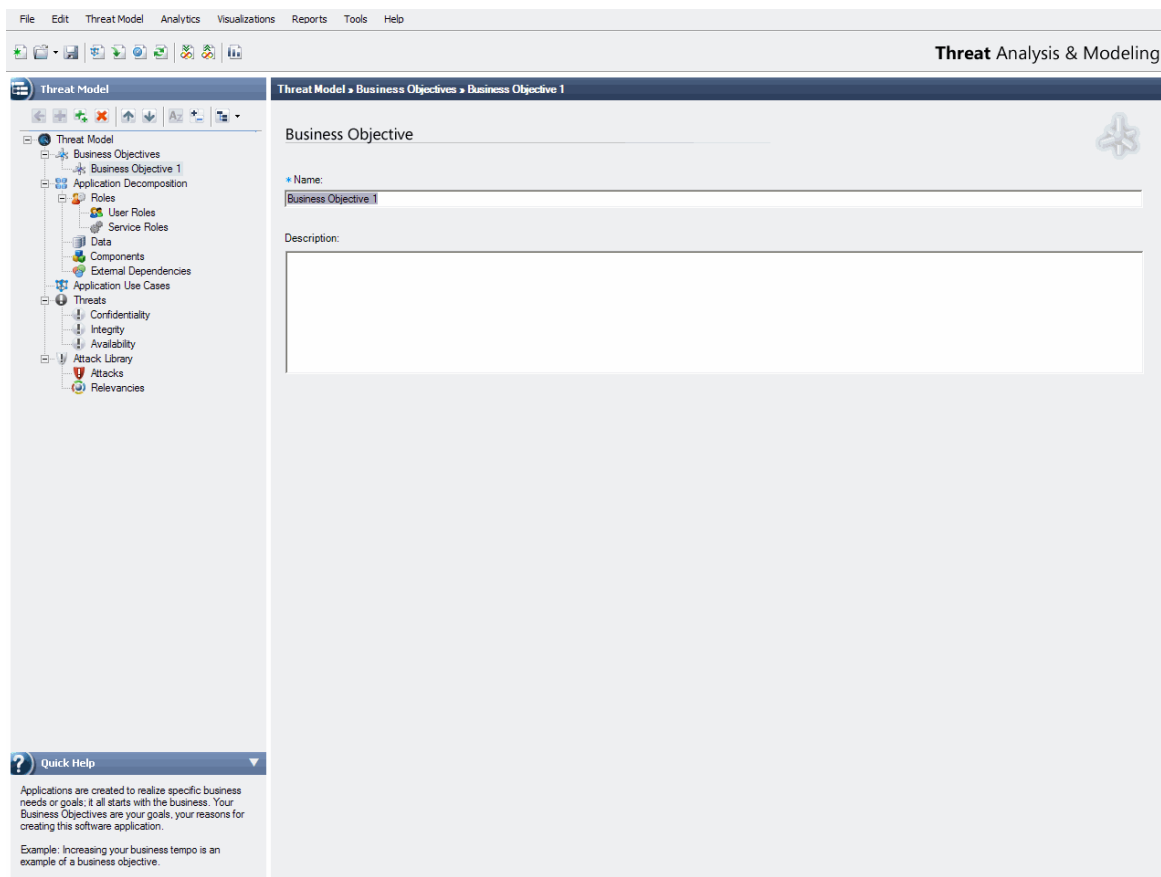 File Edit Threat Model Analytics Visualizations Reports Tools Help
Threat Analysis & Modeling
Threat Model
Threat Model » Business Objectives » Business Objective 1
Threat Model
Business Objectives
Business Objective 1
Application Decomposition
Roles
User Roles
Service Roles
Data
Components
External Dependencies
Application Use Cases
Threats
Confidentiality
Integrity
Availability
Attack Library
Attacks
Relevancies
Business Objective
* Name:
Business Objective 1
Description:
Quick Help
Applications are created to realize specific business
needs or goals; it all starts with the business. Your
Business Objectives are your goals, your reasons for
creating this software application.
Example: Increasing your business tempo is an
example of a business objective.